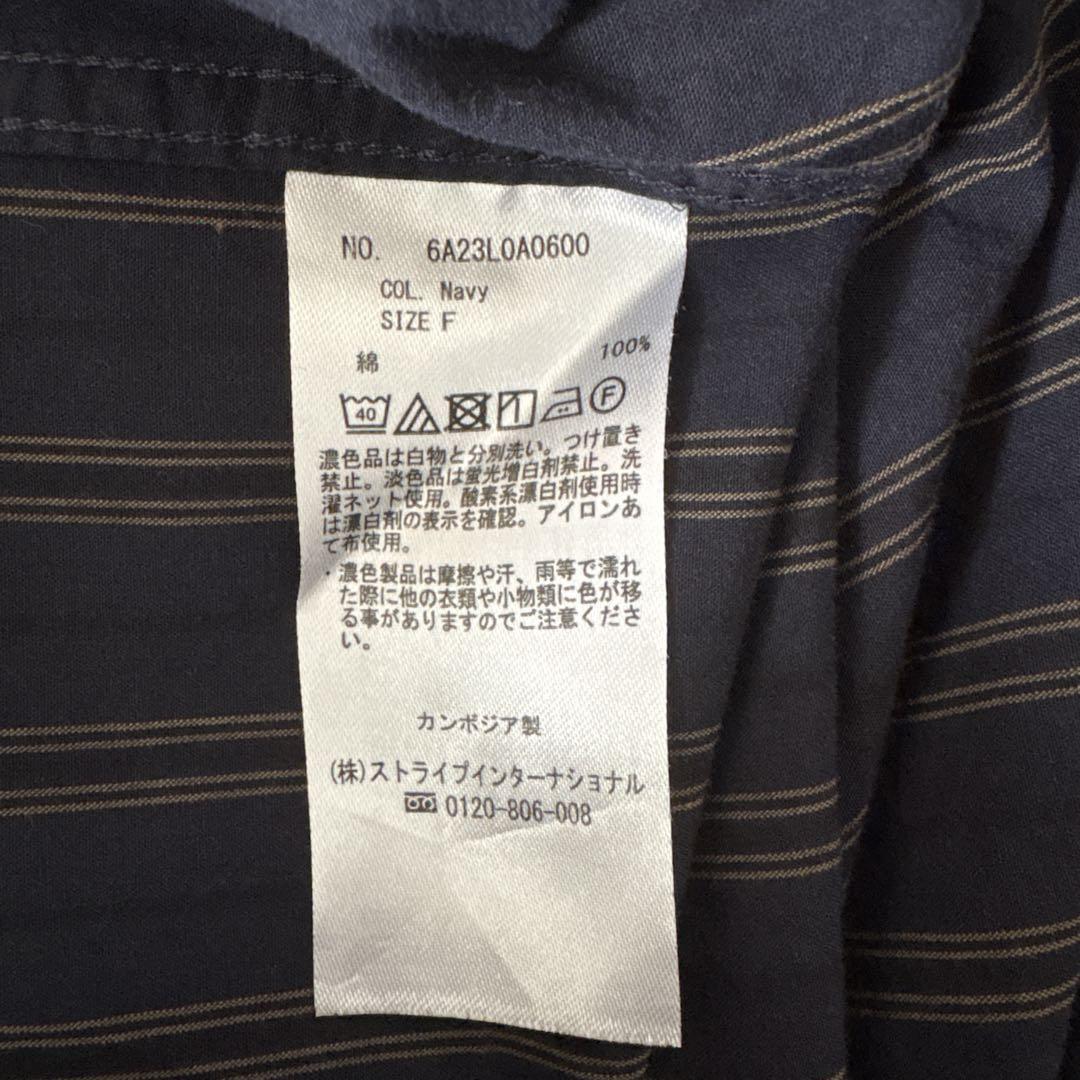 NO. 6A23L0A0600
COL. Navy
SIZE F
綿 100%
40 F
濃色品は白物と分別洗い。つけ置き
禁止。淡色品は蛍光増白剤禁止。洗
濯ネット使用。酸素系漂白剤使用時
は漂白剤の表示を確認。アイロンあ
て布使用。
・濃色製品は摩擦や汗、雨等で濡れ
た際に他の衣類や小物類に色が移
る事がありますのでご注意くださ
い。
カンボジア製
(株)ストライプインターナショナル
0120-806-008